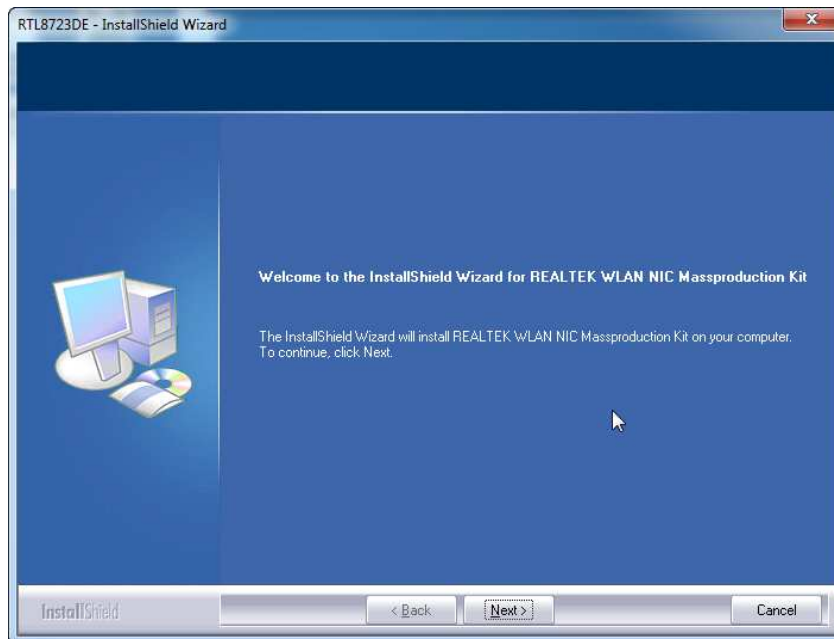 RTL8723DE - InstallShield Wizard
Welcome to the InstallShield Wizard for REALTEK WLAN NIC Massproduction Kit
The InstallShield Wizard will install REALTEK WLAN NIC Massproduction Kit on your computer.
To continue, click Next.
InstallShield
< Back
Next >
Cancel